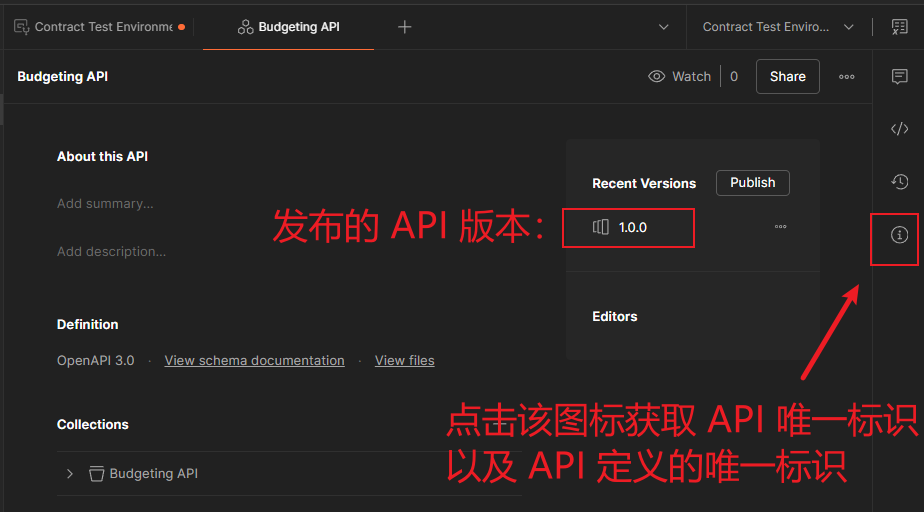 Contract Test Environme
Budgeting API
Contract Test Enviro...
Budgeting API
Watch
0
Share
About this API
Add summary...
Add description...
Recent Versions
Publish
发布的 API 版本：
1.0.0
Editors
Definition
OpenAPI 3.0 · View schema documentation · View files
Collections
Budgeting API
点击该图标获取 API 唯一标识
以及 API 定义的唯一标识